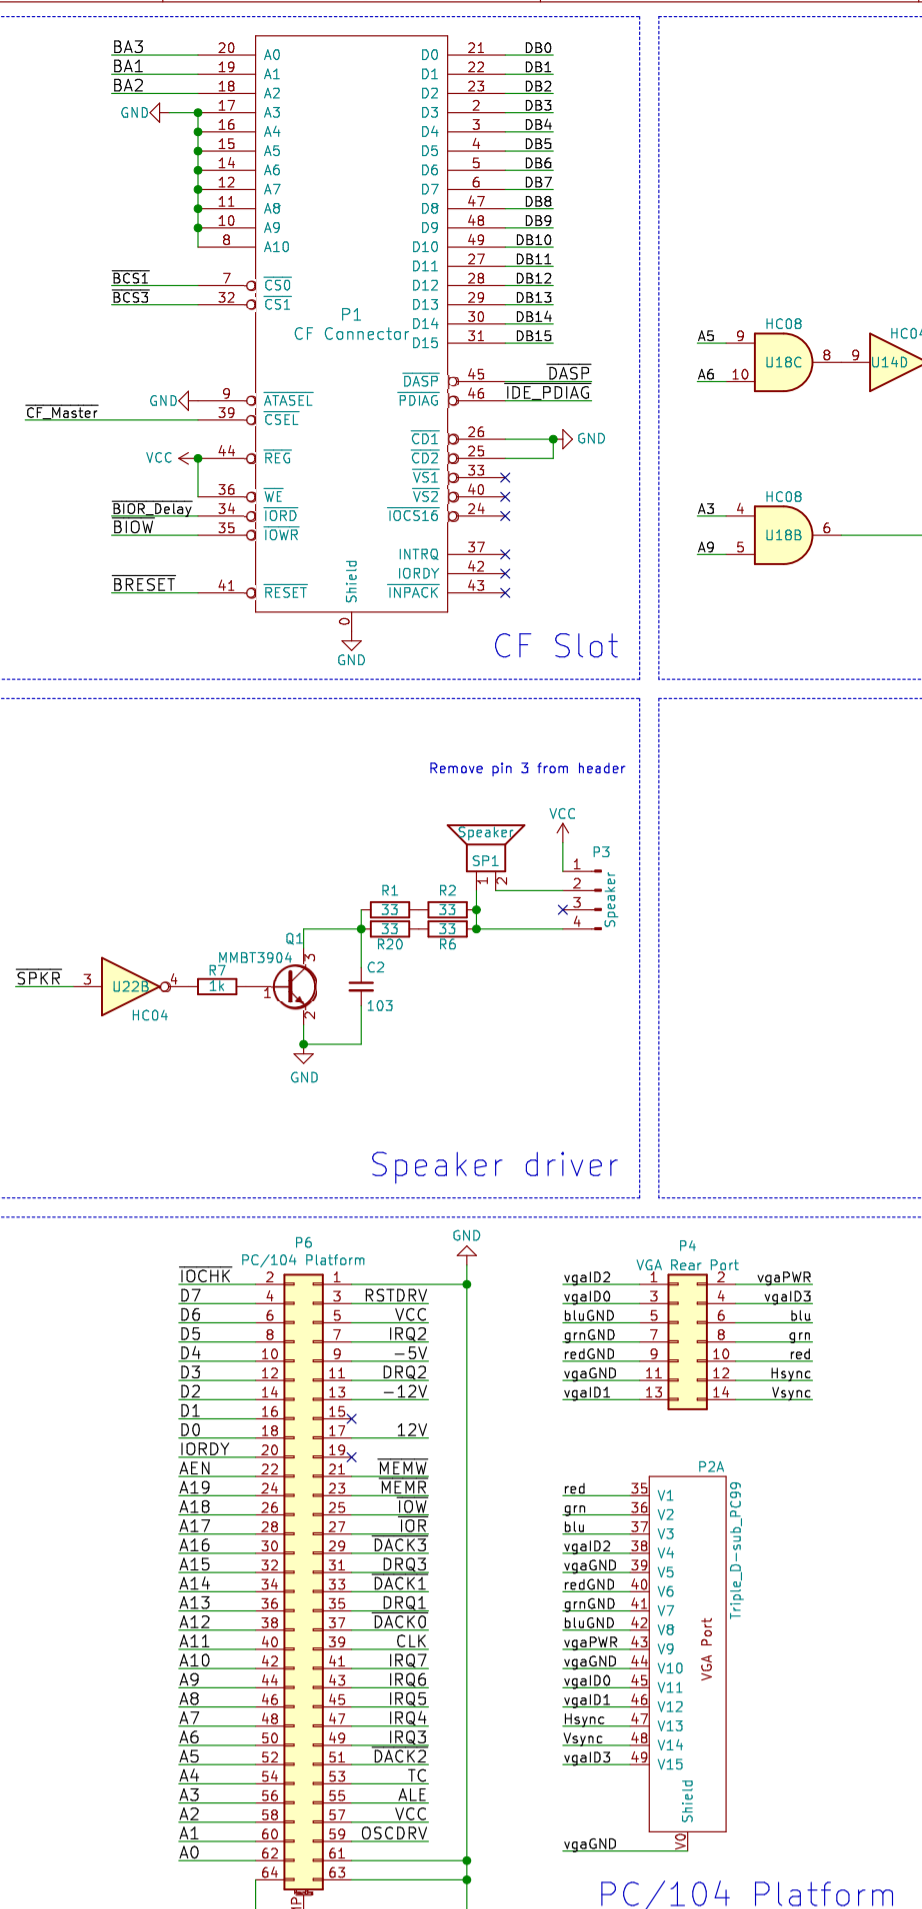 BA3 20 A0 D0 21 DB0
BA1 19 A1 D1 22 DB1
BA2 18 A2 D2 23 DB2
GND 17 A3 D3 2 DB3
16 A4 D4 3 DB4
15 A5 D5 4 DB5
14 A6 D6 5 DB6
12 A7 D7 6 DB7
11 A8 D8 47 DB8
10 A9 D9 48 DB9
8 A10 D10 49 DB10
D11 27 DB11
BCS1 7 CS0 D12 28 DB12
BCS3 32 CS1 D13 29 DB13
P1 D14 30 DB14
CF Connector D15 31 DB15
DASP 45 DASP
GND 9 ATASEL PDIAG 46 IDE_PDIAG
CF_Master 39 CSEL
CD1 26 GND
VCC 44 REG CD2 25
VS1 33
36 WE VS2 40
BIOR_Delay 34 IORD IOCS16 24
BIOW 35 IOWR
INTRQ 37
IORDY 42
BRESET 41 RESET INPACK 43
Shield
0
GND
CF Slot
HC08 HC04
A5 9 U18C 8 9 U14D
A6 10
HC08
A3 4 U18B 6
A9 5
Remove pin 3 from header
VCC
Speaker
SP1
1 2
P3
1
2
3
4
Speaker
R1 R2
33 33
33 33
R20 R6
Q1
MMBT3904
3
1
2
SPKR 3 U22B 4 R7 1k
HC04
C2
103
GND
Speaker driver
GND
P6
PC/104 Platform
IOCHK 2 1
D7 4 3 RSTDRV
D6 6 5 VCC
D5 8 7 IRQ2
D4 10 9 -5V
D3 12 11 DRQ2
D2 14 13 -12V
D1 16 15
D0 18 17 12V
IORDY 20 19
AEN 22 21 MEMW
A19 24 23 MEMR
A18 26 25 IOW
A17 28 27 IOR
A16 30 29 DACK3
A15 32 31 DRQ3
A14 34 33 DACK1
A13 36 35 DRQ1
A12 38 37 DACK0
A11 40 39 CLK
A10 42 41 IRQ7
A9 44 43 IRQ6
A8 46 45 IRQ5
A7 48 47 IRQ4
A6 50 49 IRQ3
A5 52 51 DACK2
A4 54 53 TC
A3 56 55 ALE
A2 58 57 VCC
A1 60 59 OSCDRV
A0 62 61
64 63
P4
VGA Rear Port
vgaID2 1 2 vgaPWR
vgaID0 3 4 vgaID3
bluGND 5 6 blu
grnGND 7 8 grn
redGND 9 10 red
vgaGND 11 12 Hsync
vgaID1 13 14 Vsync
P2A
Triple_D-sub_PC99
VGA Port
red 35 V1
grn 36 V2
blu 37 V3
vgaID2 38 V4
vgaGND 39 V5
redGND 40 V6
grnGND 41 V7
bluGND 42 V8
vgaPWR 43 V9
vgaGND 44 V10
vgaID0 45 V11
vgaID1 46 V12
Hsync 47 V13
Vsync 48 V14
vgaID3 49 V15
Shield
vgaGND V0
PC/104 Platform